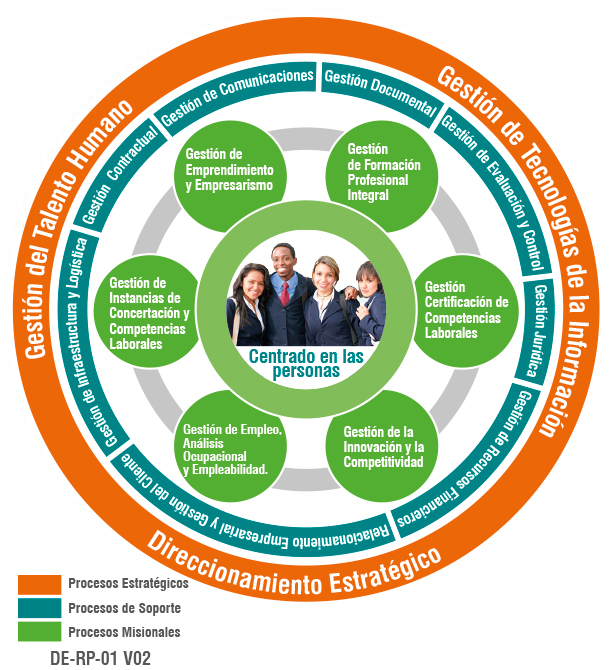 Gestión del Talento Humano
Gestión de Tecnologías de la Información
Direccionamiento Estratégico
Gestión de Comunicaciones
Gestión Documental
Gestión de Evaluación y Control
Gestión Jurídica
Gestión de Recursos Financieros
Relacionamiento Empresarial y Gestión del Cliente
Gestión de Infraestructura y Logística
Gestión Contractual
Gestión de
Emprendimiento
y Empresarismo
Gestión
de Formación
Profesional
Integral
Gestión
Certificación de
Competencias
Laborales
Gestión de la
Innovación y la
Competitividad
Gestión de Empleo,
Análisis
Ocupacional
y Empleabilidad.
Gestión de
Instancias de
Concertación y
Competencias
Laborales
Centrado en las
personas
Procesos Estratégicos
Procesos de Soporte
Procesos Misionales
DE-RP-01 V02